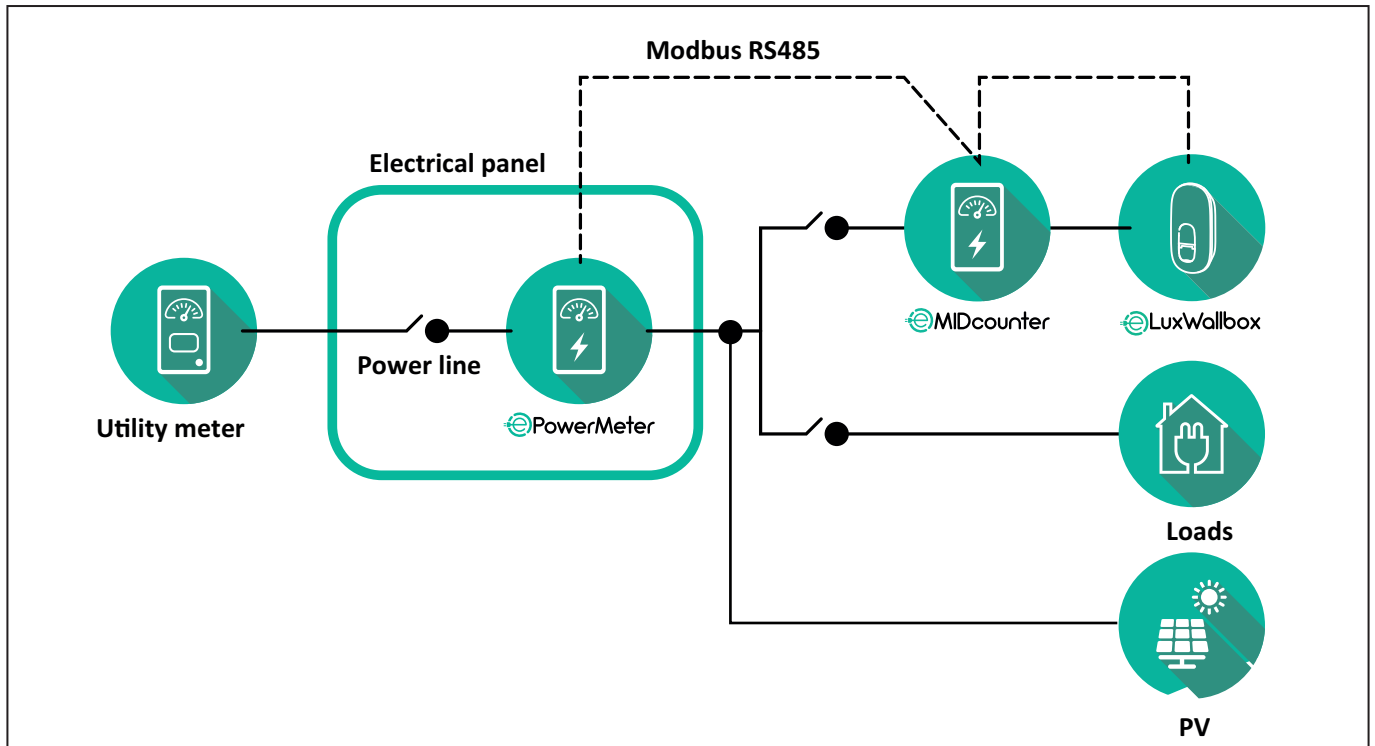 Modbus RS485
Electrical panel
Power line
Utility meter
ePowerMeter
eMIDcounter
eLuxWallbox
Loads
PV